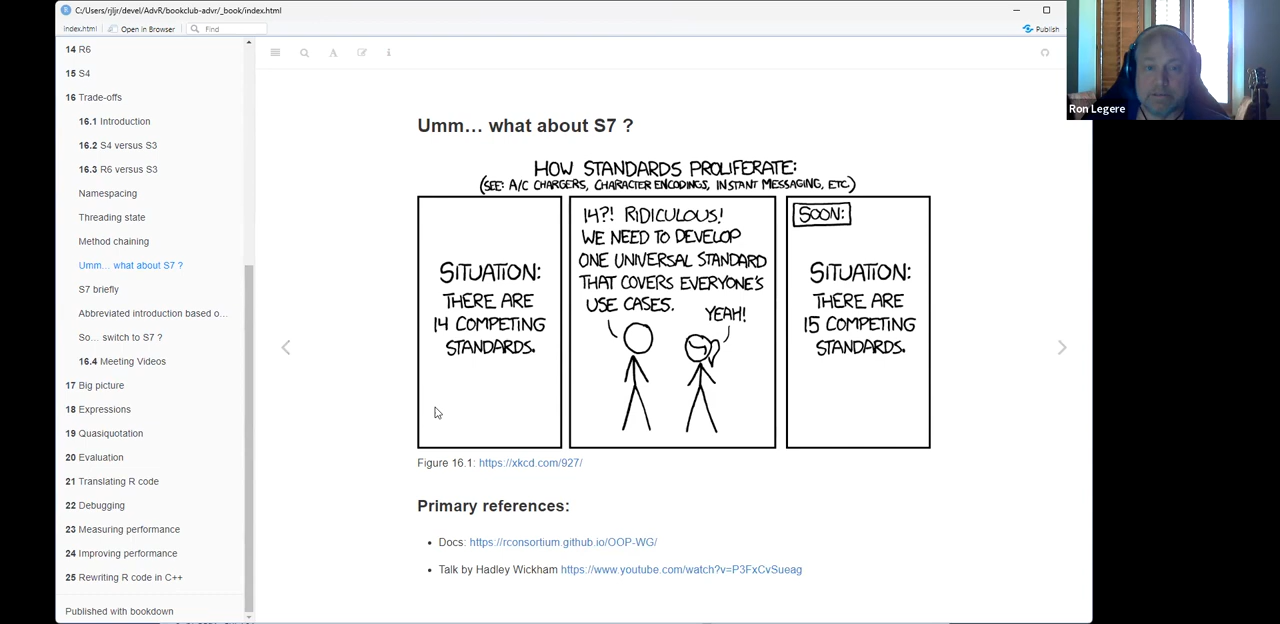 C:/Users/rjljr/devel/AdvR/bookclub-advr/_book/index.html
index.html
Open in Browser
Find
Publish
14 R6
15 S4
16 Trade-offs
16.1 Introduction
16.2 S4 versus S3
16.3 R6 versus S3
Namespacing
Threading state
Method chaining
Umm… what about S7 ?
S7 briefly
Abbreviated introduction based o…
So… switch to S7 ?
16.4 Meeting Videos
17 Big picture
18 Expressions
19 Quasiquotation
20 Evaluation
21 Translating R code
22 Debugging
23 Measuring performance
24 Improving performance
25 Rewriting R code in C++
Published with bookdown
Umm… what about S7 ?
HOW STANDARDS PROLIFERATE:
(SEE: A/C CHARGERS, CHARACTER ENCODINGS, INSTANT MESSAGING, ETC.)
SITUATION:
THERE ARE
14 COMPETING
STANDARDS.
14?! RIDICULOUS!
WE NEED TO DEVELOP
ONE UNIVERSAL STANDARD
THAT COVERS EVERYONE'S
USE CASES.
YEAH!
SOON:
SITUATION:
THERE ARE
15 COMPETING
STANDARDS.
Figure 16.1: https://xkcd.com/927/
Primary references:
Docs: https://rconsortium.github.io/OOP-WG/
Talk by Hadley Wickham https://www.youtube.com/watch?v=P3FxCvSueag
Ron Legere